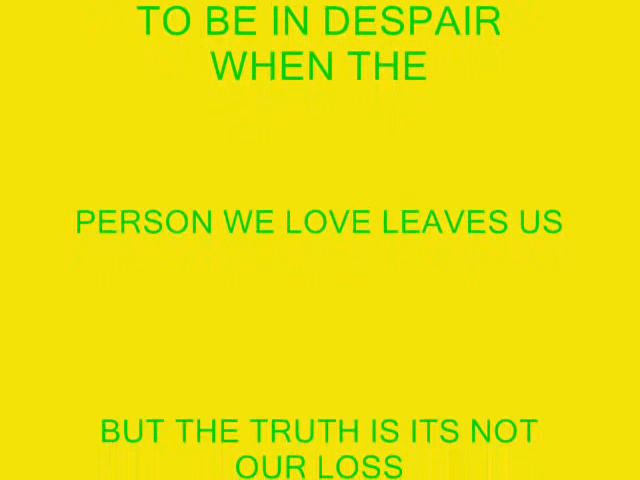 TO BE IN DESPAIR
WHEN THE
PERSON WE LOVE LEAVES US
BUT THE TRUTH IS ITS NOT
OUR LOSS